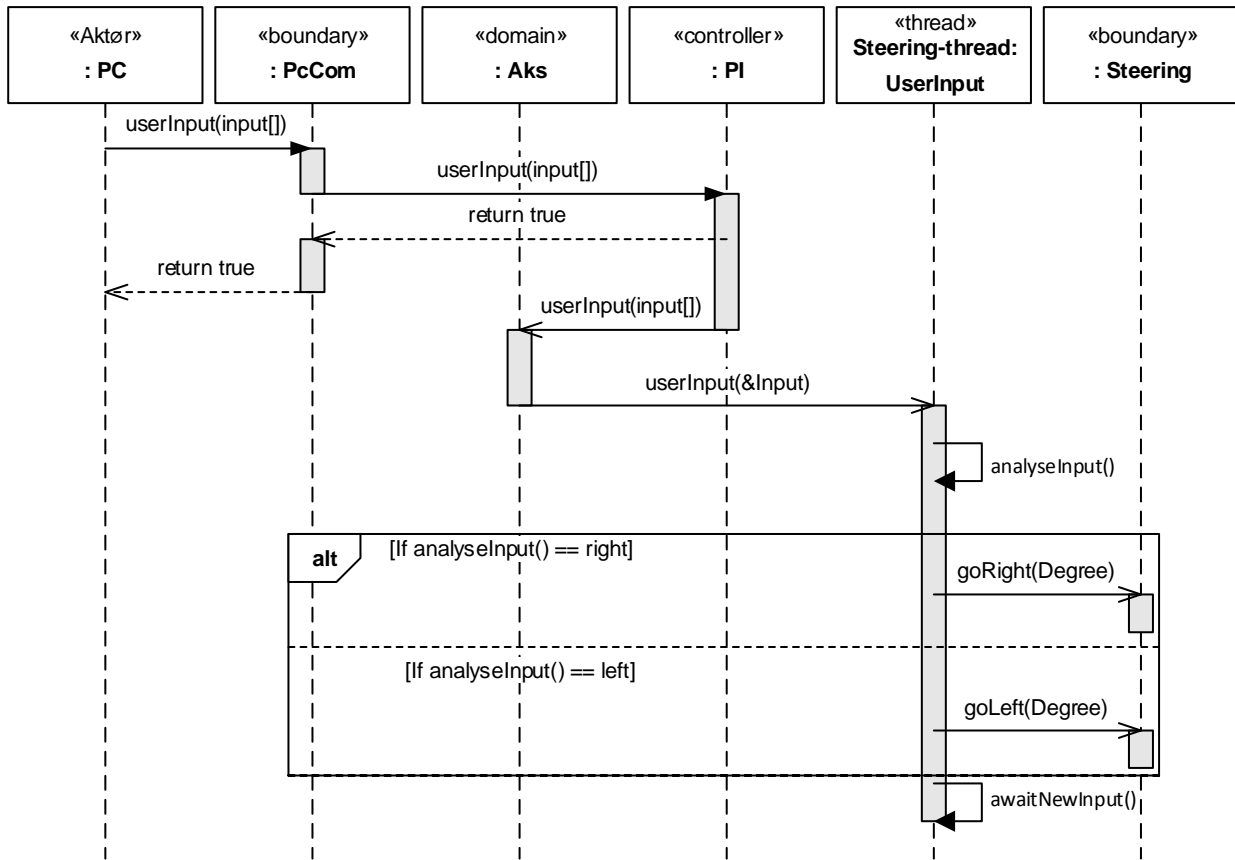 «Aktør»
: PC
«boundary»
: PcCom
«domain»
: Aks
«controller»
: PI
«thread»
Steering-thread:
UserInput
«boundary»
: Steering
userInput(input[])
userInput(input[])
return true
return true
userInput(input[])
userInput(&Input)
analyseInput()
alt
[If analyseInput() == right]
goRight(Degree)
[If analyseInput() == left]
goLeft(Degree)
awaitNewInput()